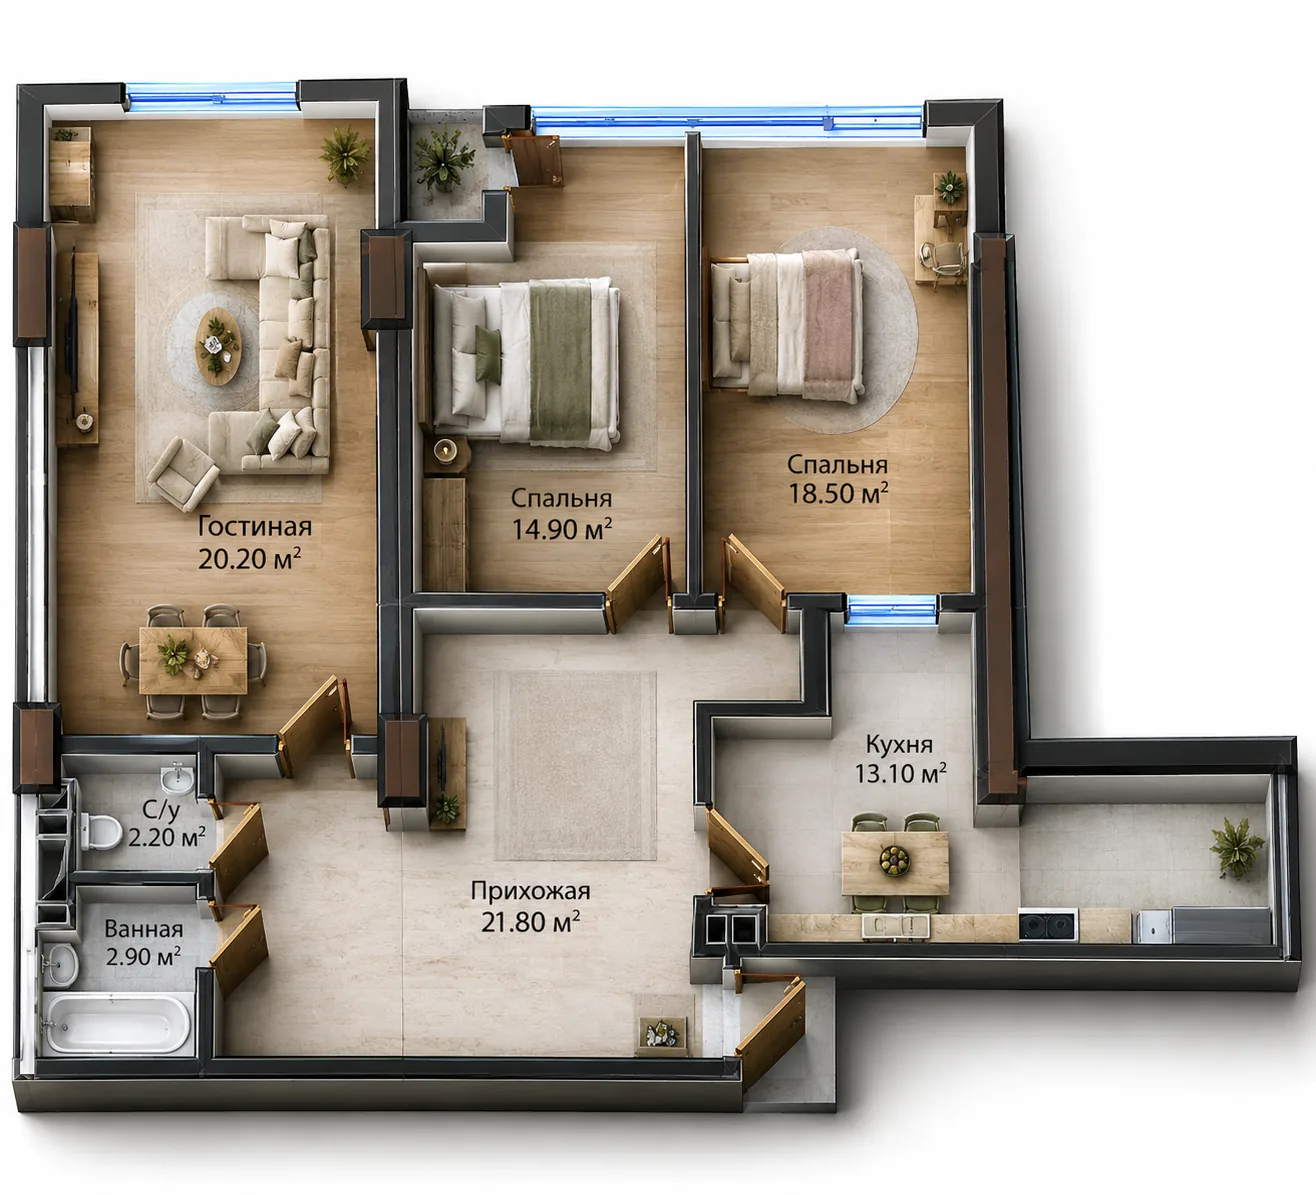 Спальня
18.50 м²
Спальня
14.90 м²
Гостиная
20.20 м²
Кухня
13.10 м²
С/у
2.20 м²
Прихожая
21.80 м²
Ванная
2.90 м²